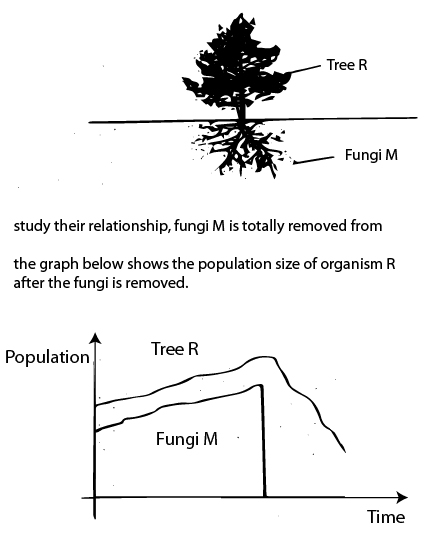 Tree R
Fungi M
study their relationship, fungi M is totally removed from
the graph below shows the population size of organism R
after the fungi is removed.
Population
Tree R
Fungi M
Time